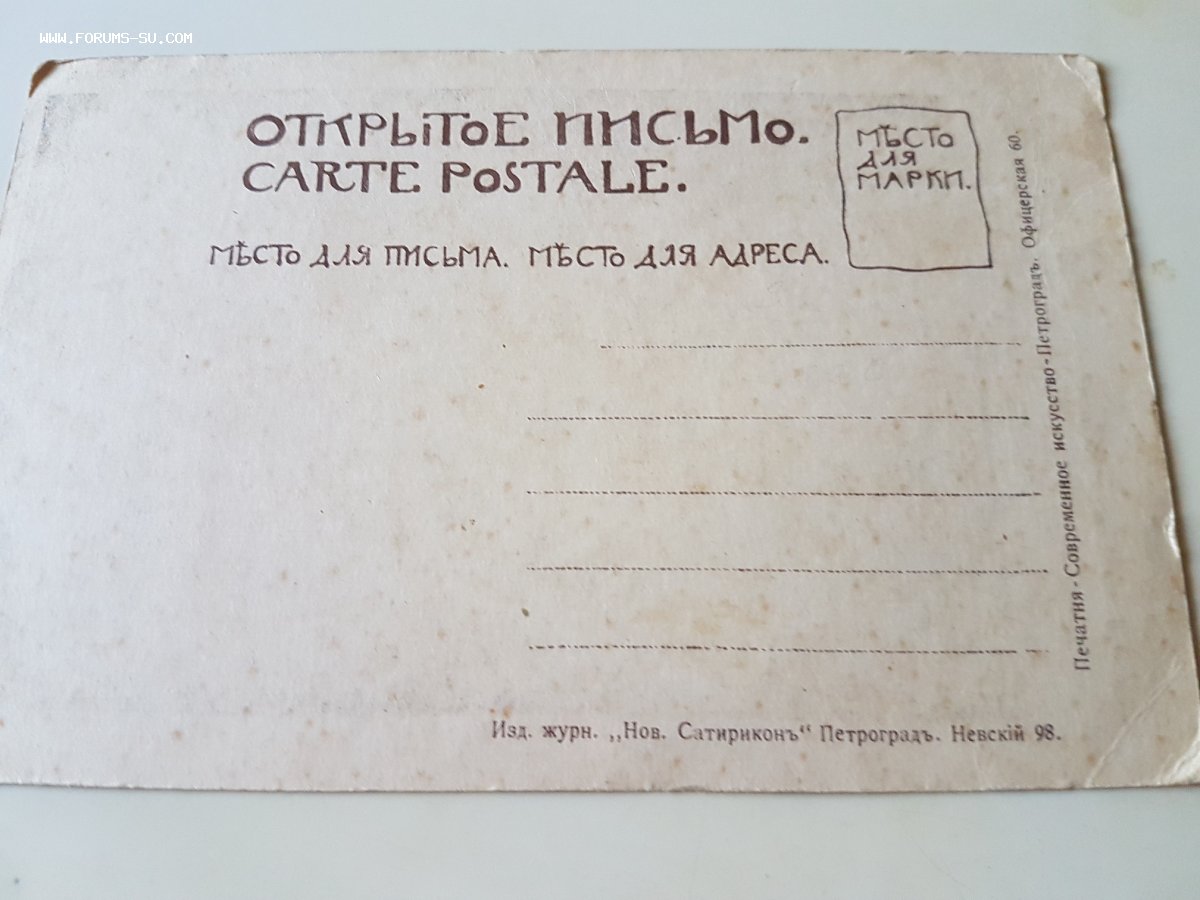 WWW.FORUMS-SU.COM
ОТКРЫТОЕ ПИСЬМО.
CARTE POSTALE.
МѢСТО
ДЛЯ
МАРКИ.
МѢСТО ДЛЯ ПИСЬМА. МѢСТО ДЛЯ АДРЕСА.
Печатня - Современное искусство - Петроградъ. Офицерская 60.
Изд. журн. „Нов. Сатириконъ“ Петроградъ. Невскій 98.